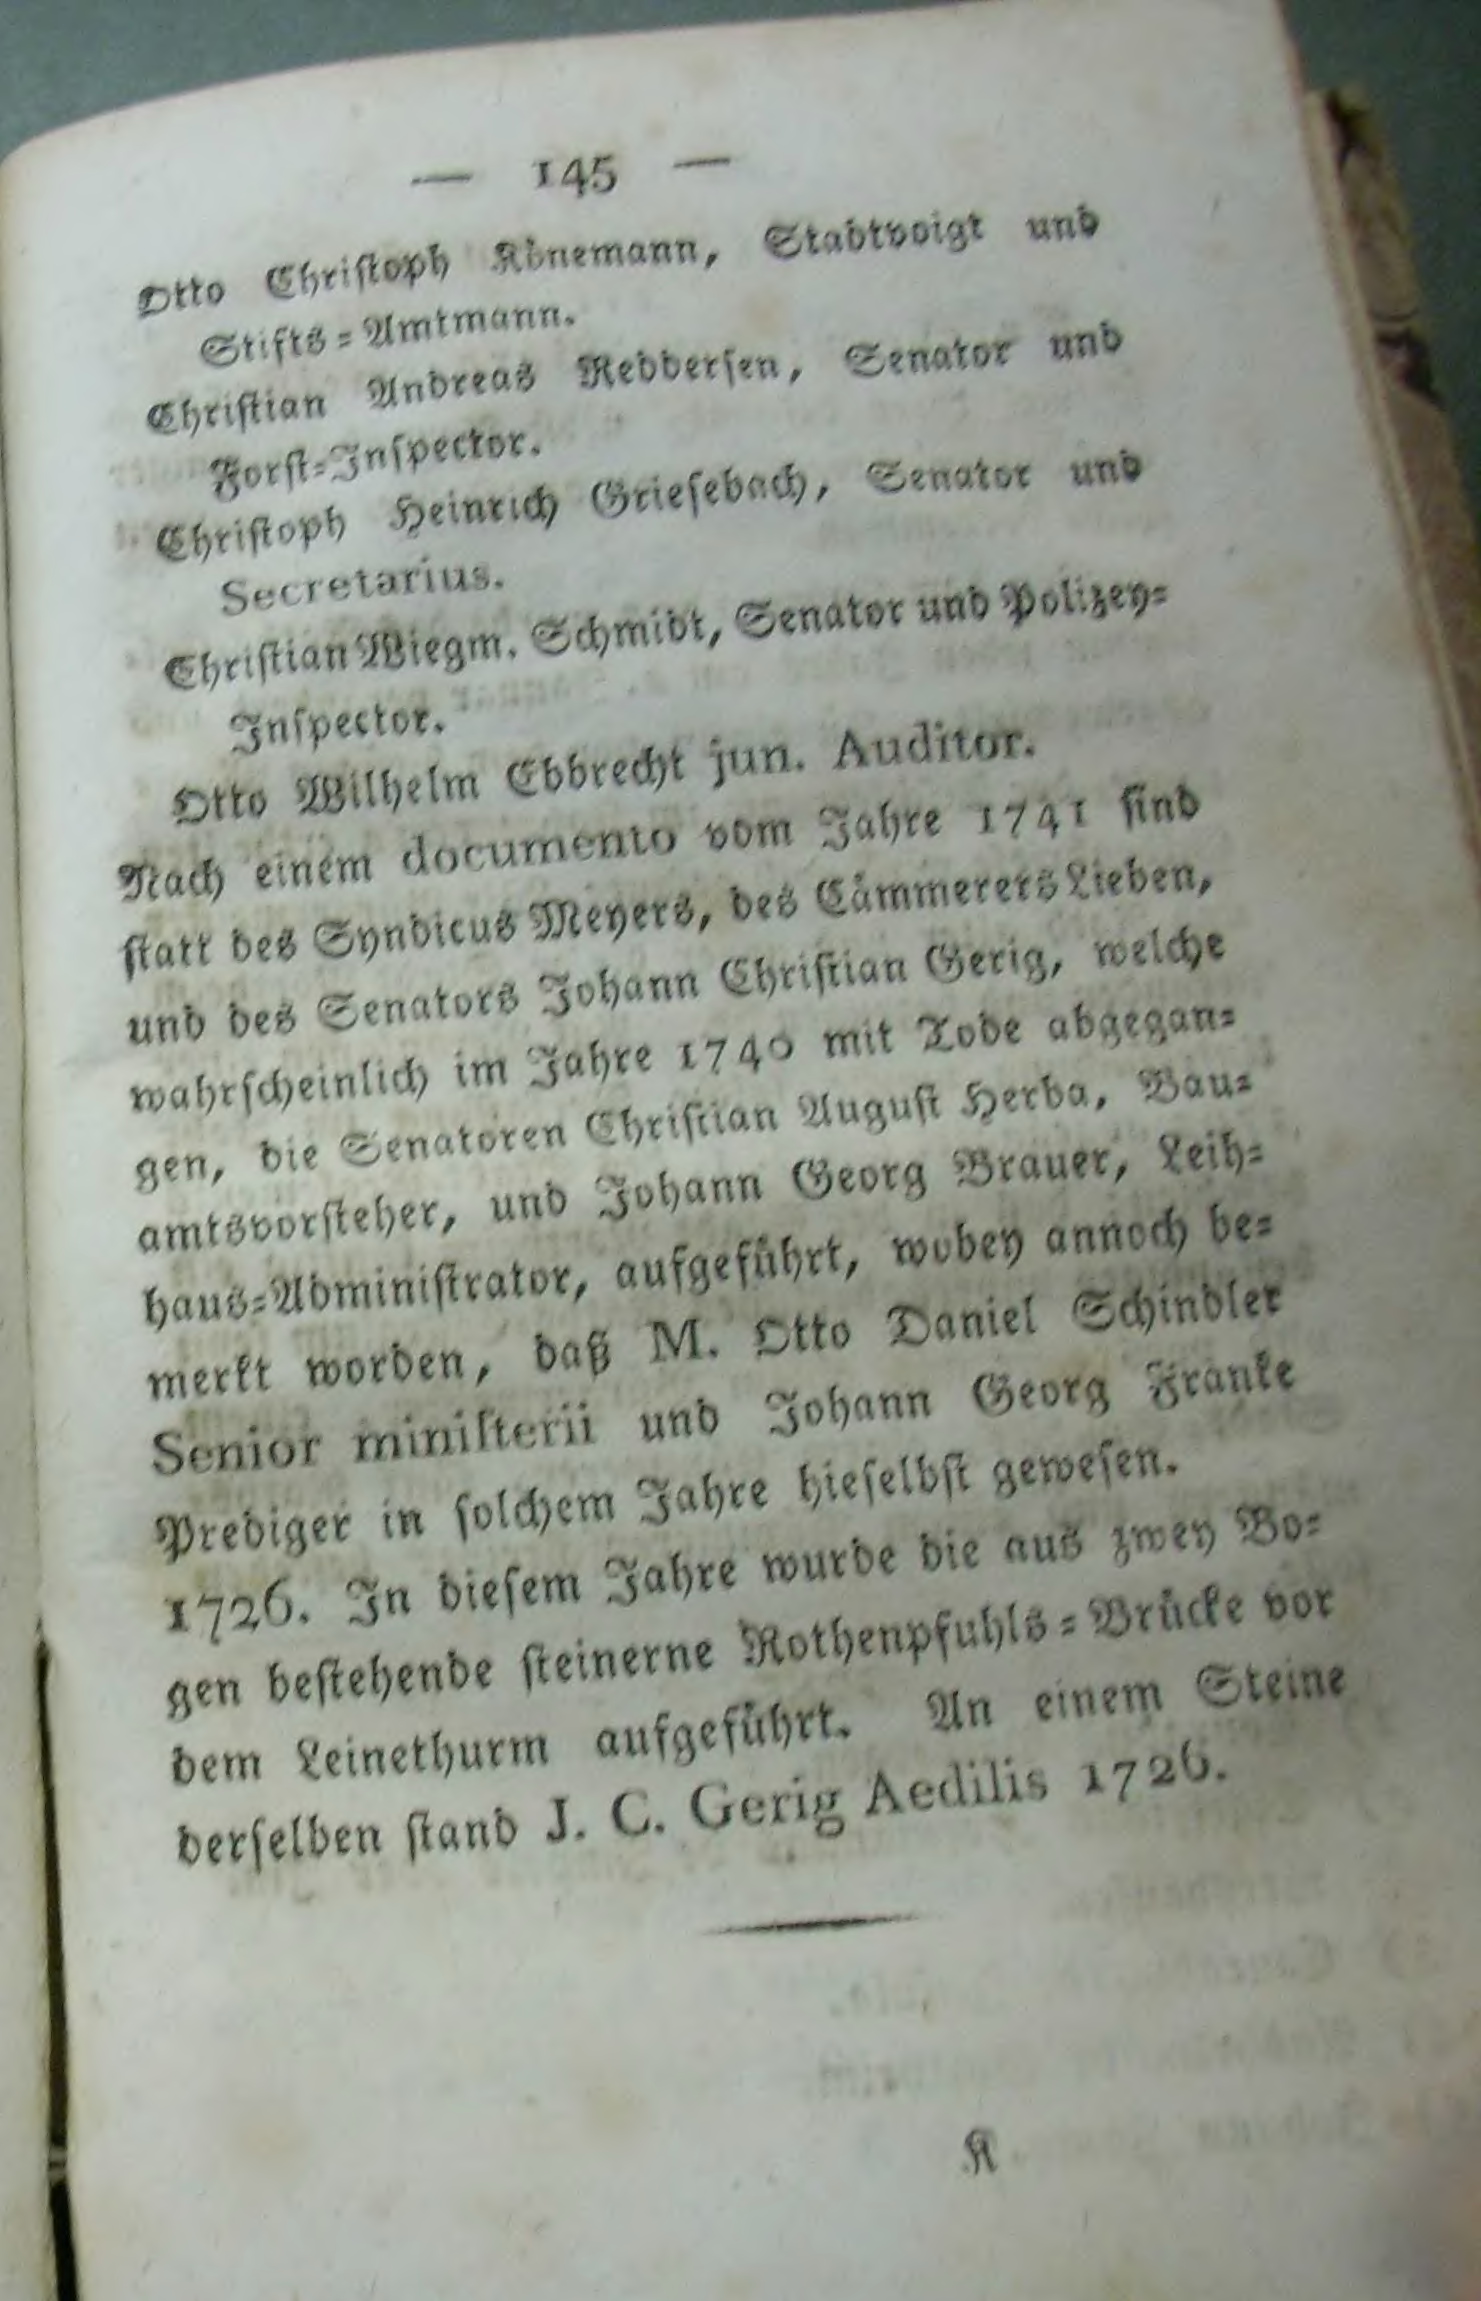 — 145 —
Otto Chriſtoph Könemann, Stadtvoigt und
Stifts=Amtmann.
Chriſtian Andreas Redderſen, Senator und
Forſt=Inſpector.
Chriſtoph Heinrich Grieſebach, Senator und
Secretarius.
Chriſtian Wiegm. Schmidt, Senator und Polizey=
Inſpector.
Otto Wilhelm Ebbrecht jun. Auditor.
Nach einem documento vom Jahre 1741 ſind
ſtatt des Syndicus Meyers, des Cämmerers Lieben,
und des Senators Johann Chriſtian Gerig, welche
wahrſcheinlich im Jahre 1740 mit Tode abgegan=
gen, die Senatoren Chriſtian Auguſt Herba, Bau=
amtsvorſteher, und Johann Georg Brauer, Leih=
haus=Adminiſtrator, aufgeführt, wobey annoch be=
merkt worden, daß M. Otto Daniel Schindler
Senior miniſterii und Johann Georg Franke
Prediger in ſolchem Jahre hieſelbſt geweſen.
1726. In dieſem Jahre wurde die aus zwey Bo=
gen beſtehende ſteinerne Rothenpfuhls=Brücke vor
dem Leinethurm aufgeführt. An einem Steine
derſelben ſtand J. C. Gerig Aedilis 1726.
K